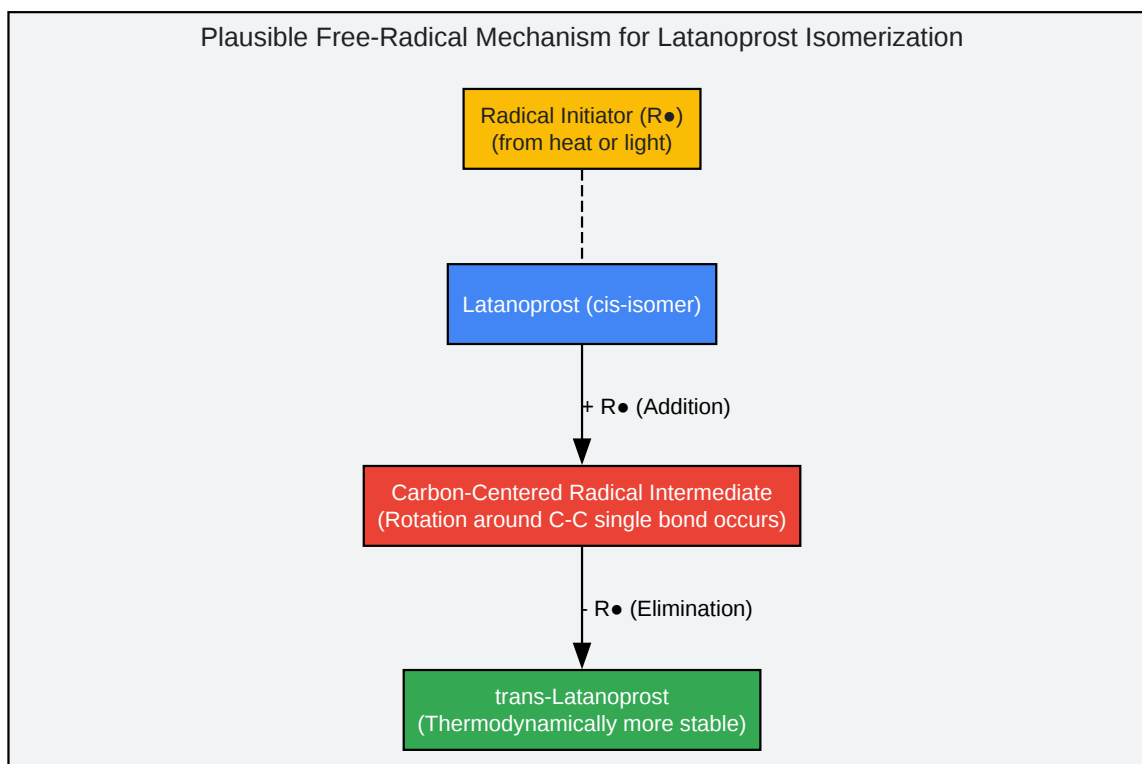 Plausible Free-Radical Mechanism for Latanoprost Isomerization
Radical Initiator (R●)
(from heat or light)
Latanoprost (cis-isomer)
+ R● (Addition)
Carbon-Centered Radical Intermediate
(Rotation around C-C single bond occurs)
- R● (Elimination)
trans-Latanoprost
(Thermodynamically more stable)